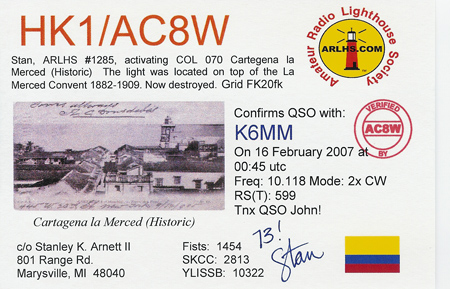 HK1/AC8W
Stan, ARLHS #1285, activating COL 070 Cartegena la
Merced (Historic) The light was located on top of the La
Merced Convent 1882-1909. Now destroyed. Grid FK20fk
Amateur Radio Lighthouse Society
ARLHS.COM
Confirms QSO with:
K6MM
On 16 February 2007 at
00:45 utc
Freq: 10.118 Mode: 2x CW
RS(T): 599
Tnx QSO John!
VERIFIED
AC8W
BY
Cartagena la Merced (Historic)
c/o Stanley K. Arnett II
801 Range Rd.
Marysville, MI 48040
Fists: 1454
SKCC: 2813
YLISSB: 10322
73!
Stan